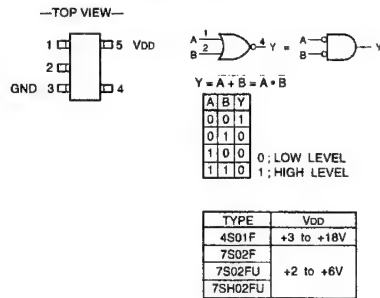 —TOP VIEW—
1 5 VDD
2
GND 3 4
A 1 4 Y = A Y
B 2 B
Y = A + B = A • B
A B Y
0 0 1
0 1 0
1 0 0
1 1 0
0 ; LOW LEVEL
1 ; HIGH LEVEL
TYPE VDD
4S01F +3 to +18V
7S02F
7S02FU +2 to +6V
7SH02FU